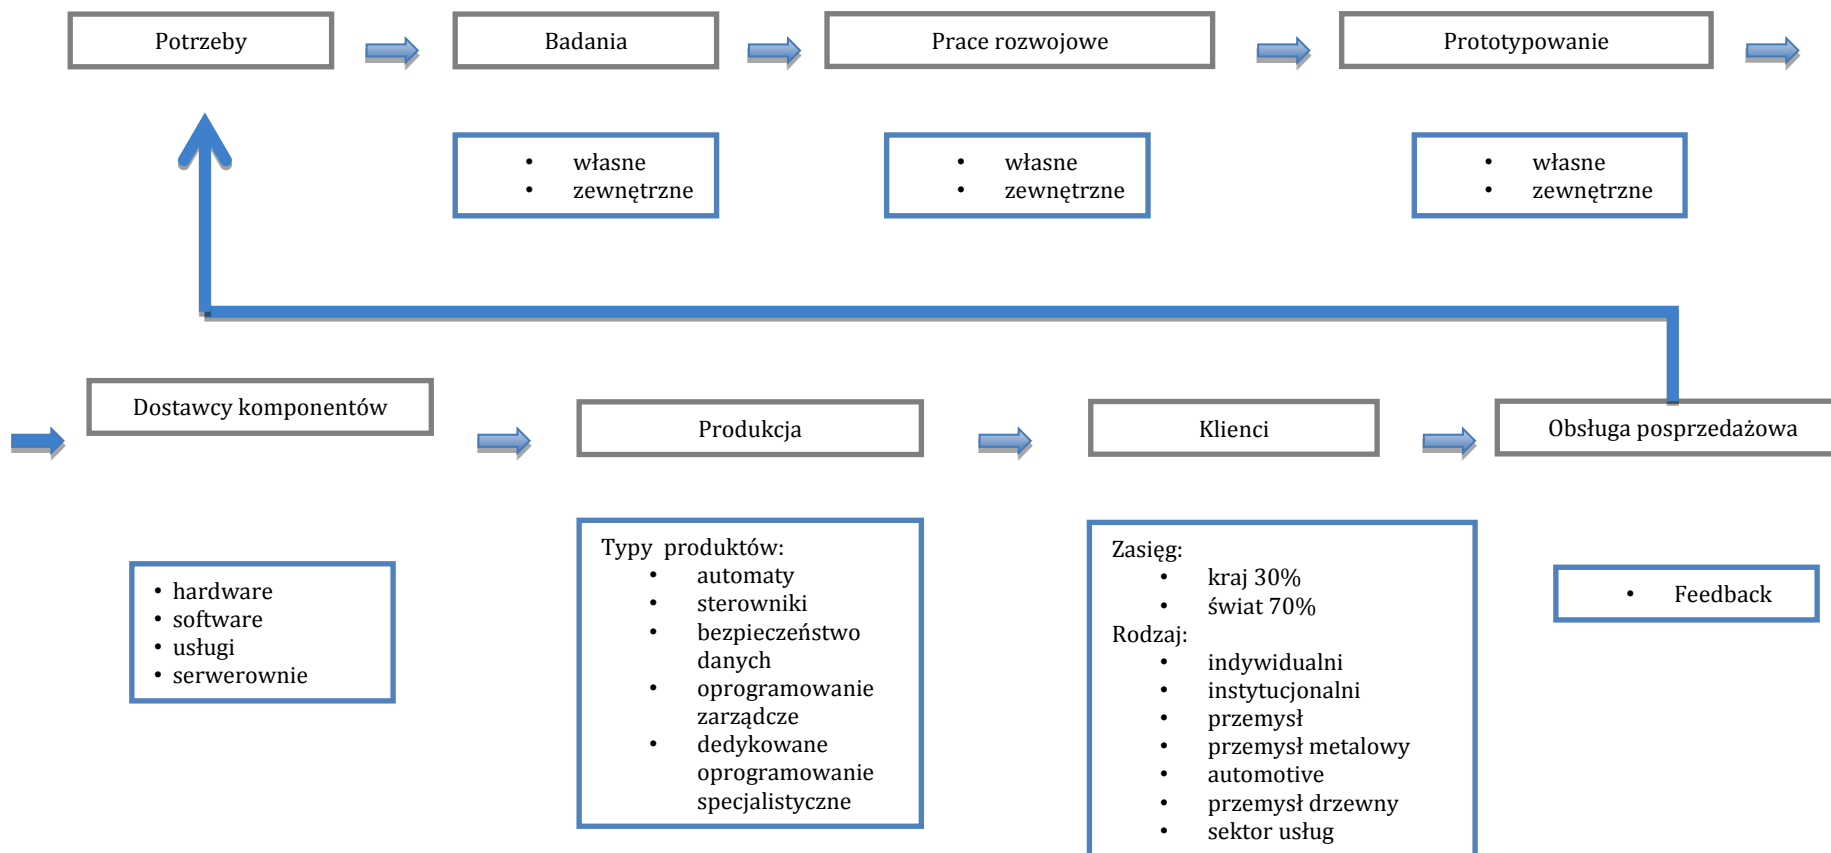 Potrzeby
Badania
Prace rozwojowe
Prototypowanie
• własne
• zewnętrzne
• własne
• zewnętrzne
• własne
• zewnętrzne
Dostawcy komponentów
Produkcja
Klienci
Obsługa posprzedażowa
• hardware
• software
• usługi
• serwerownie
Typy produktów:
• automaty
• sterowniki
• bezpieczeństwo
danych
• oprogramowanie
zarządcze
• dedykowane
oprogramowanie
specjalistyczne
Zasięg:
• kraj 30%
• świat 70%
Rodzaj:
• indywidualni
• instytucjonalni
• przemysł
• przemysł metalowy
• automotive
• przemysł drzewny
• sektor usług
• Feedback